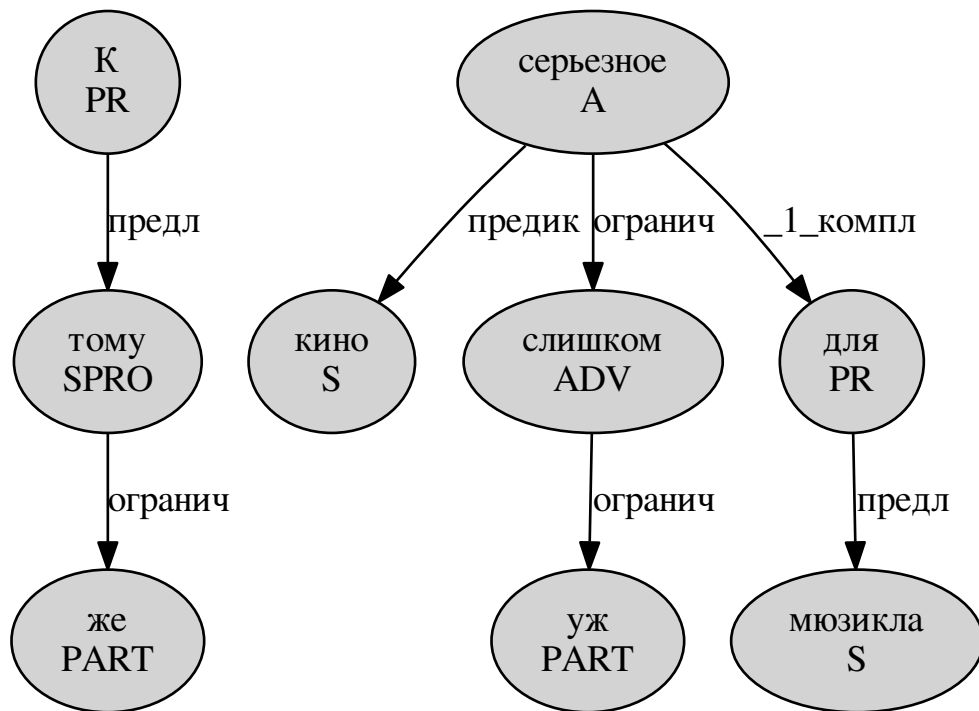 К
PR
серьезное
A
предл
предик
огранич
_1_компл
тому
SPRO
кино
S
слишком
ADV
для
PR
огранич
огранич
предл
же
PART
уж
PART
мюзикла
S